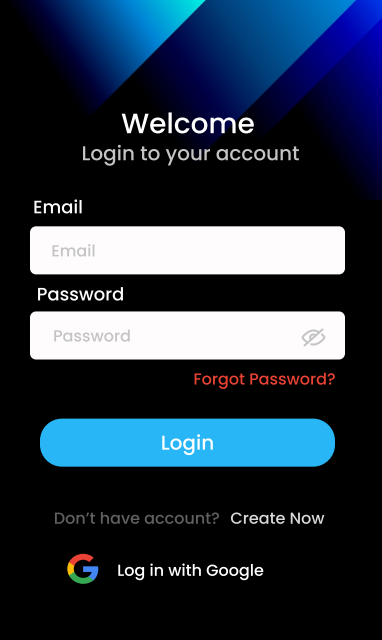 Welcome
Login to your account
Email
Email
Password
Password
Forgot Password?
Login
Don’t have account? Create Now
Log in with Google